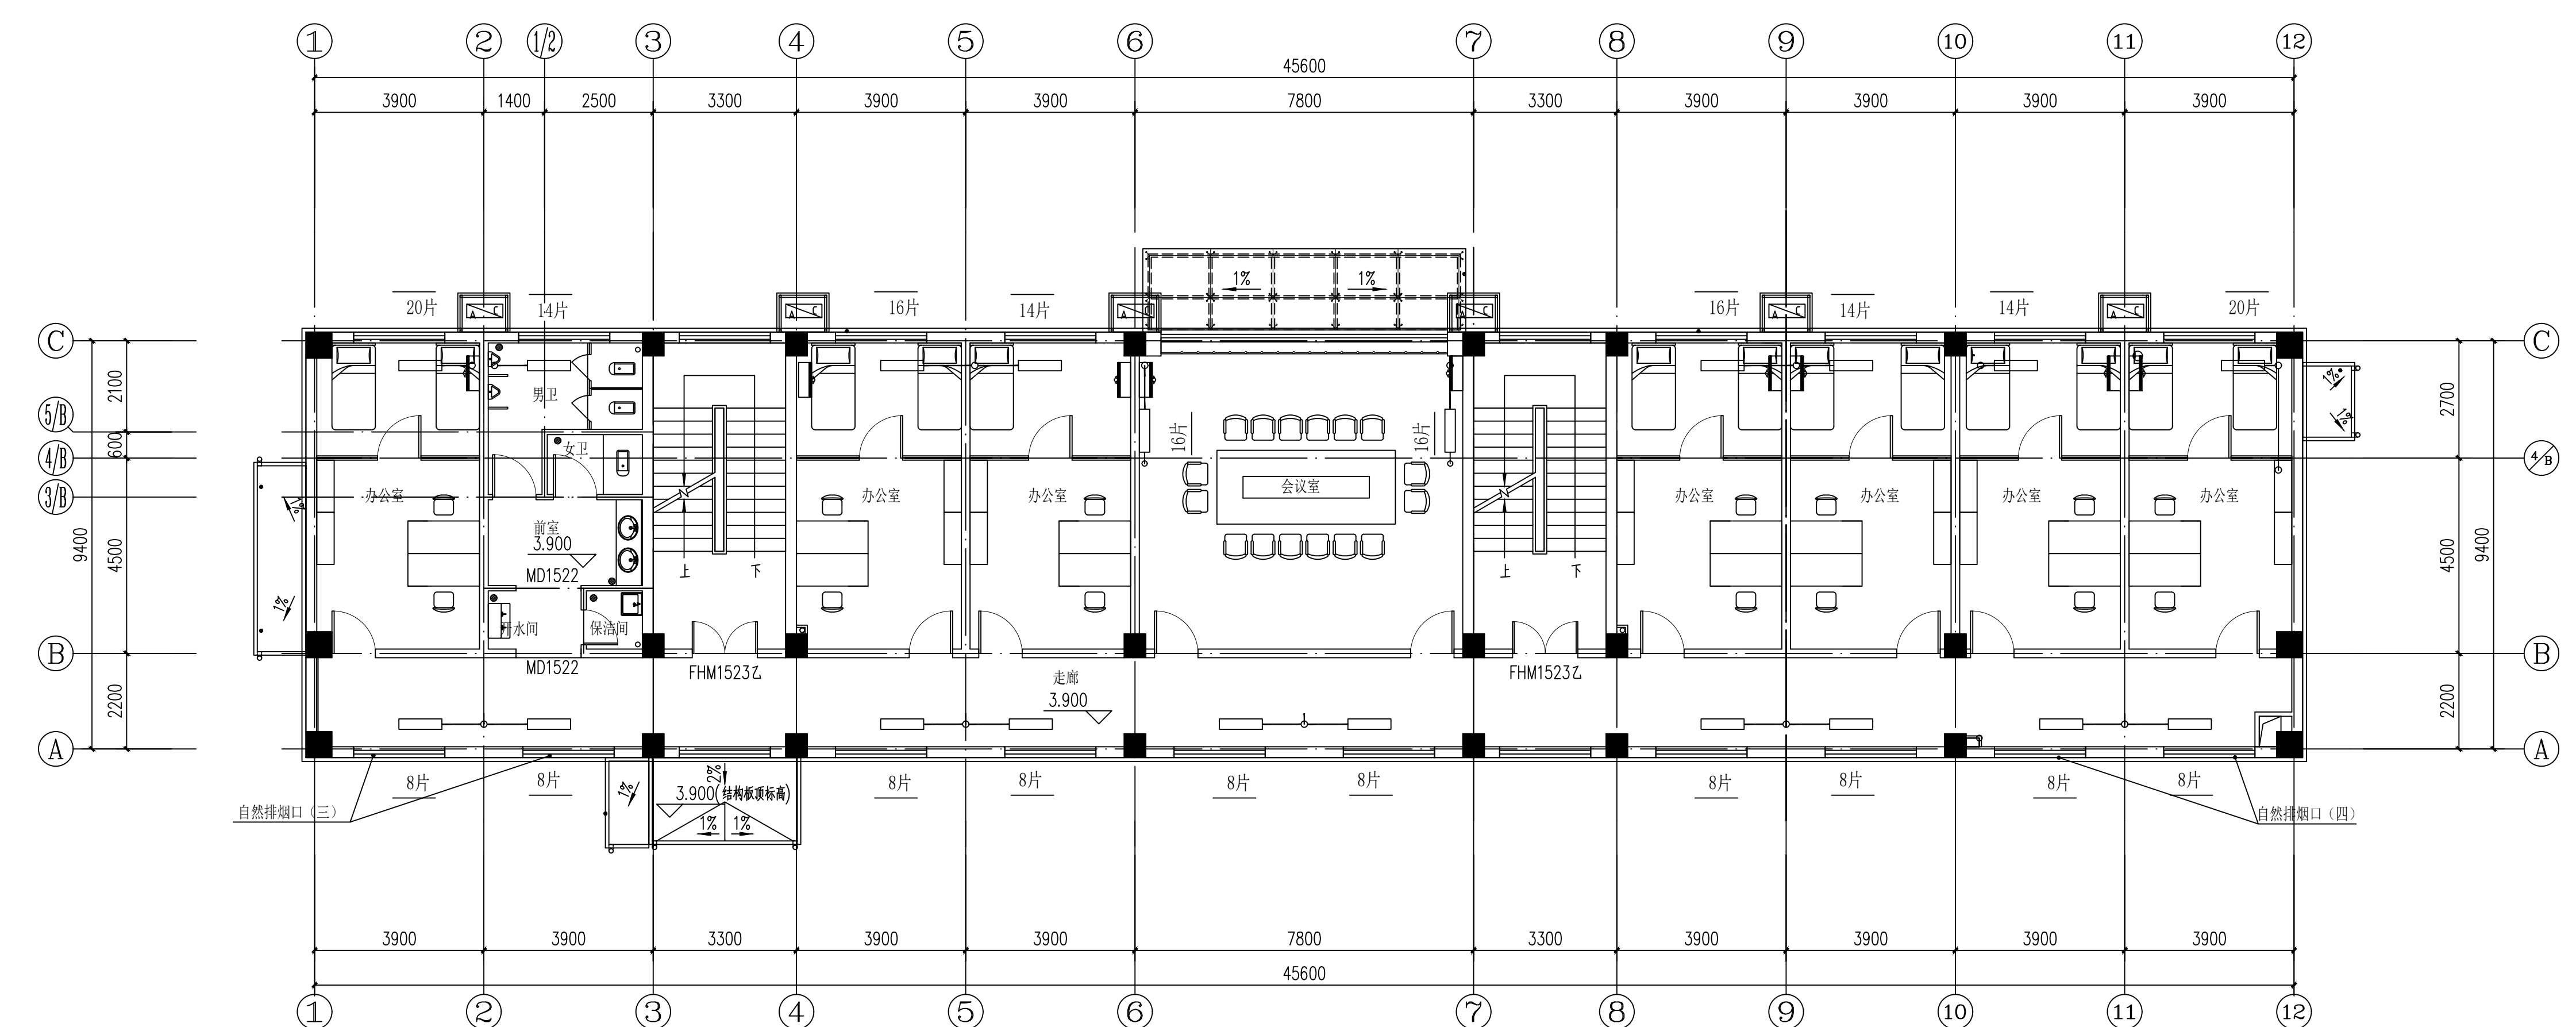 1 2 1/2 3 4 5 6 7 8 9 10 11 12
45600
3900 1400 2500 3300 3900 3900 7800 3300 3900 3900 3900 3900
1% 1%
20片 14片 16片 14片 16片 14片 14片 20片
A C A C A C A C A C A C
C C
1% 1%
2100 2700
男卫
5/B
600
女卫
16片 16片
4/B 4/B
3/B
办公室 办公室 办公室 会议室 办公室 办公室 办公室 办公室
1%
前室
3.900
9400 4500 4500 9400
MD1522
上 下 上 下
1%
开水间 保洁间
B B
MD1522 FHM1523乙 FHM1523乙
走廊
3.900
2200 2200
A A
8片 8片 8片 8片 8片 8片 8片 8片 8片 8片
2%
1%
3.900(结构板顶标高)
自然排烟口（三） 自然排烟口（四）
1% 1%
3900 3900 3300 3900 3900 7800 3300 3900 3900 3900 3900
45600
1 2 3 4 5 6 7 8 9 10 11 12